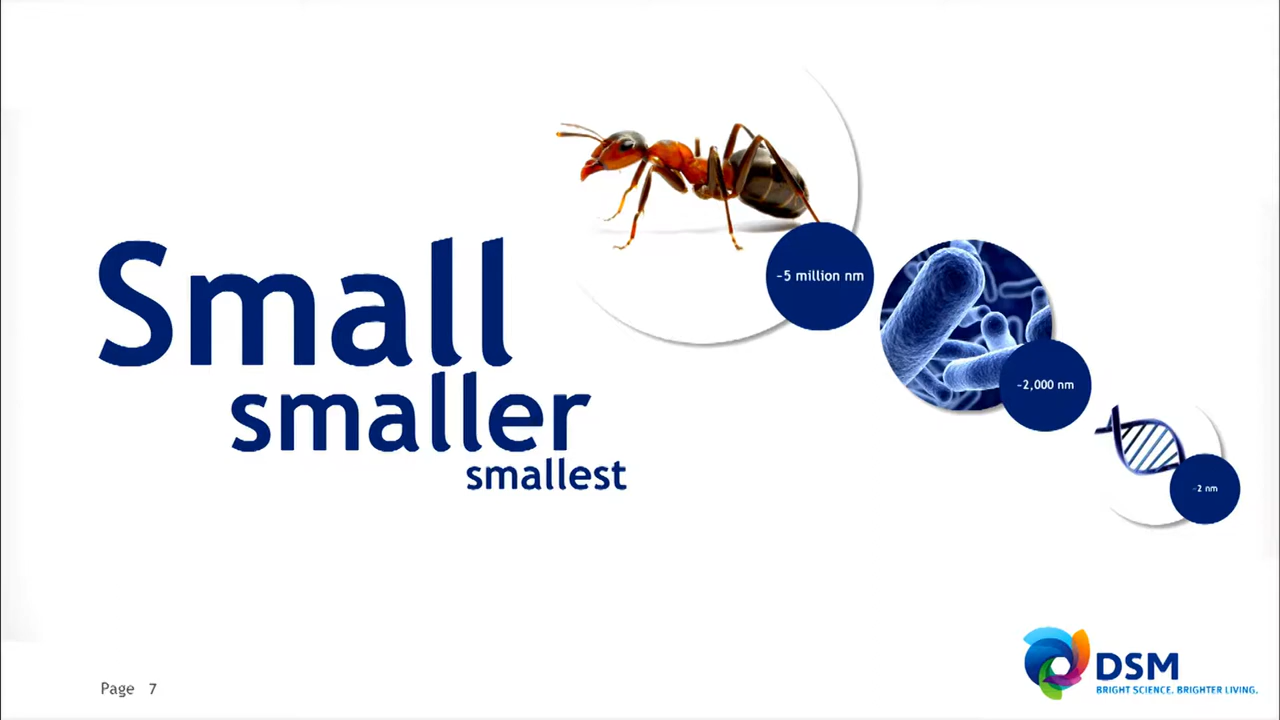 Small
smaller
smallest
~5 million nm
~2,000 nm
~2 nm
Page 7
DSM
BRIGHT SCIENCE. BRIGHTER LIVING.